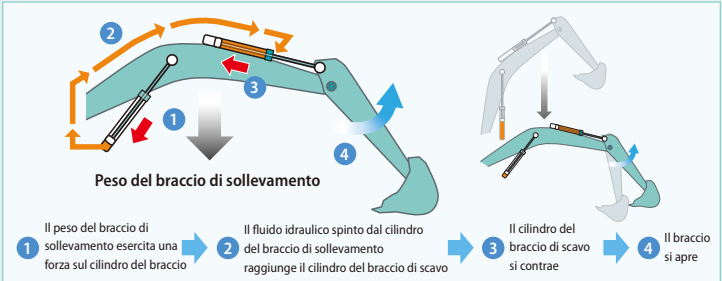 2
3
1
4
Peso del braccio di sollevamento
1
Il peso del braccio di
sollevamento esercita una
forza sul cilindro del braccio
2
Il fluido idraulico spinto dal cilindro
del braccio di sollevamento
raggiunge il cilindro del braccio di scavo
3
Il cilindro del
braccio di scavo
si contrae
4
Il braccio
si apre